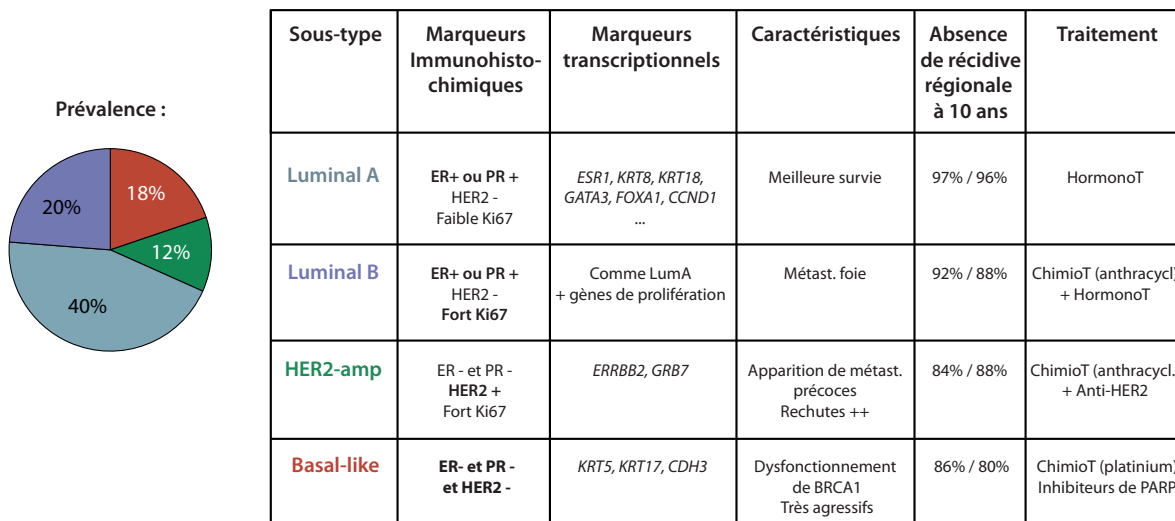 Prévalence :
18%
20%
12%
40%
Sous-type
Marqueurs
Immunohisto-
chimiques
Marqueurs
transcriptionnels
Caractéristiques
Absence
de récidive
régionale
à 10 ans
Traitement
Luminal A
ER+ ou PR +
HER2 -
Faible Ki67
ESR1, KRT8, KRT18,
GATA3, FOXA1, CCND1
...
Meilleure survie
97% / 96%
HormonoT
Luminal B
ER+ ou PR +
HER2 -
Fort Ki67
Comme LumA
+ gènes de prolifération
Métast. foie
92% / 88%
ChimioT (anthracycl)
+ HormonoT
HER2-amp
ER - et PR -
HER2 +
Fort Ki67
ERRBB2, GRB7
Apparition de métast.
précoces
Rechutes ++
84% / 88%
ChimioT (anthracycl.
+ Anti-HER2
Basal-like
ER- et PR -
et HER2 -
KRT5, KRT17, CDH3
Dysfonctionnement
de BRCA1
Très agressifs
86% / 80%
ChimioT (platinium)
Inhibiteurs de PARP